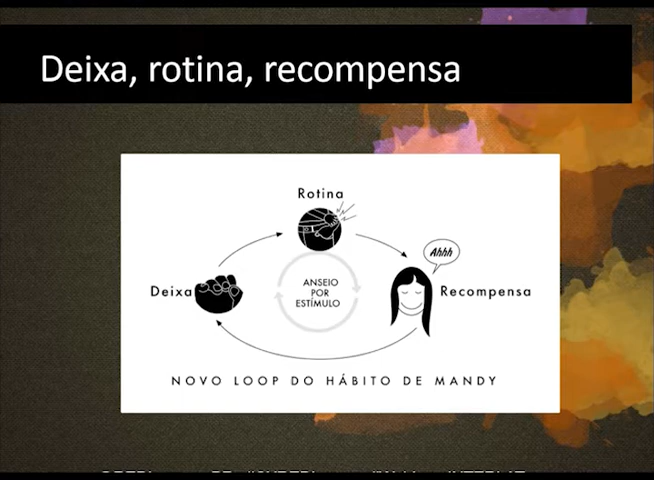 Deixa, rotina, recompensa
Rotina
Ahhh
Deixa
ANSEIO
POR
ESTÍMULO
Recompensa
NOVO LOOP DO HÁBITO DE MANDY